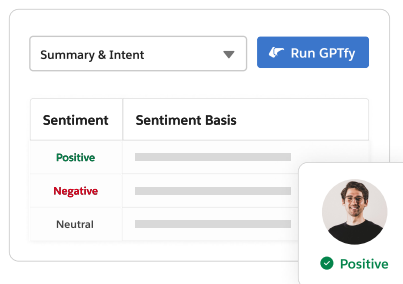 Summary & Intent
Run GPTfy
Sentiment Sentiment Basis
Positive
Negative
Neutral
Positive